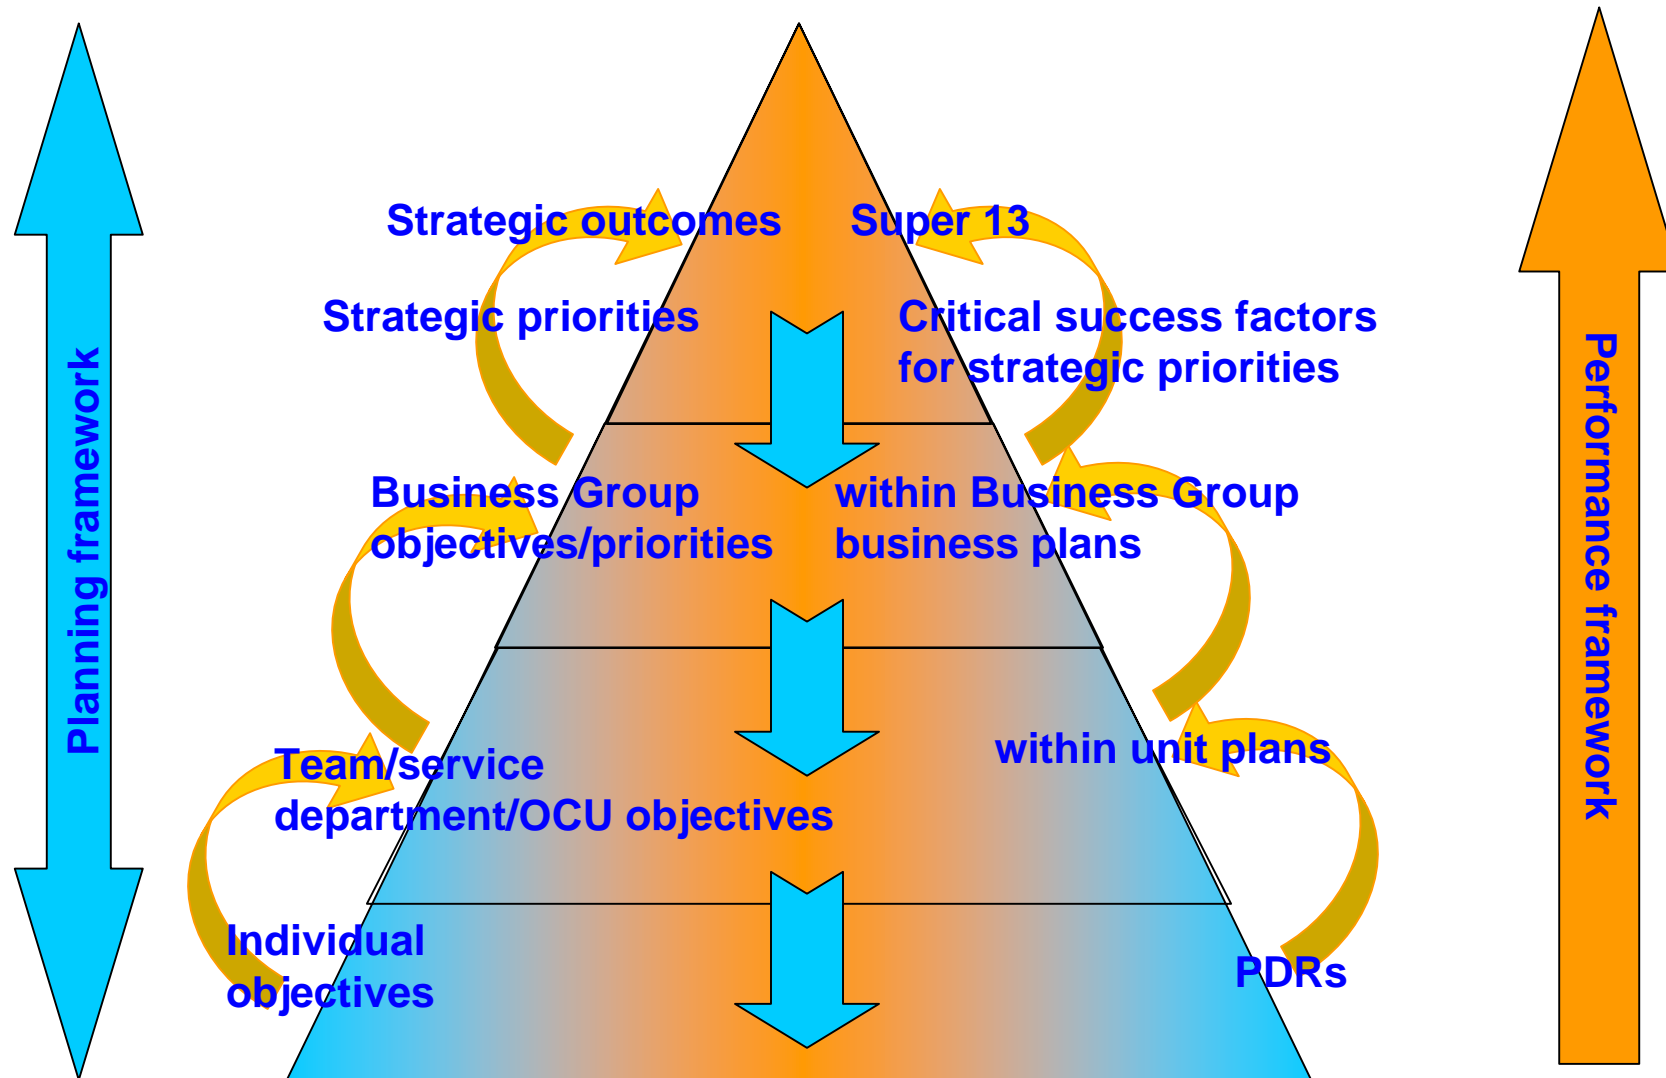 Planning framework
Strategic outcomes
Super 13
Strategic priorities
Critical success factors
for strategic priorities
Business Group
objectives/priorities
within Business Group
business plans
Team/service
department/OCU objectives
within unit plans
Individual
objectives
PDRs
Performance framework